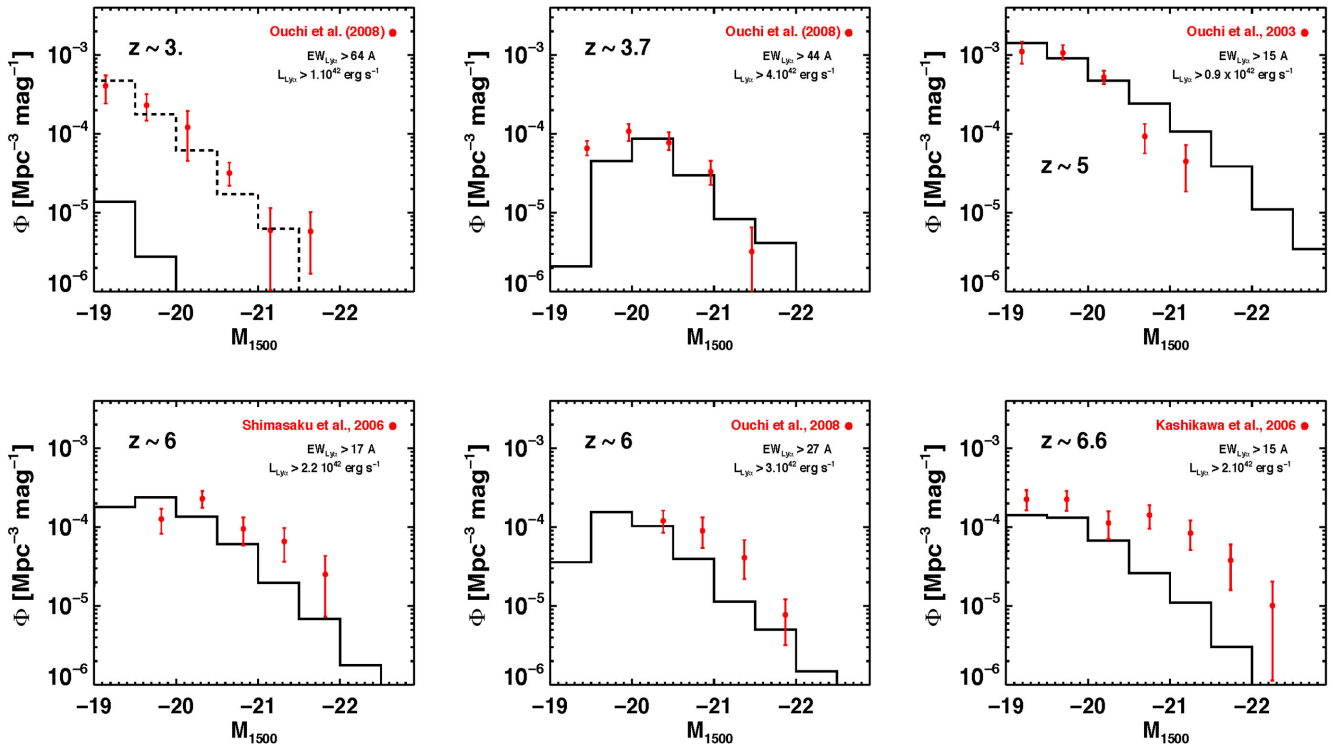 Ouchi et al. (2008)
z ~ 3.
EW_Lyα > 64 A
L_Lyα > 1.10^42 erg s^−1
Φ [Mpc^−3 mag^−1]
10^−3
10^−4
10^−5
10^−6
−19 −20 −21 −22
M_1500
Ouchi et al. (2008)
z ~ 3.7
EW_Lyα > 44 A
L_Lyα > 4.10^42 erg s^−1
Φ [Mpc^−3 mag^−1]
10^−3
10^−4
10^−5
10^−6
−19 −20 −21 −22
M_1500
Ouchi et al., 2003
EW_Lyα > 15 A
L_Lyα > 0.9 x 10^42 erg s^−1
z ~ 5
Φ [Mpc^−3 mag^−1]
10^−3
10^−4
10^−5
10^−6
−19 −20 −21 −22
M_1500
Shimasaku et al., 2006
z ~ 6
EW_Lyα > 17 A
L_Lyα > 2.2 10^42 erg s^−1
Φ [Mpc^−3 mag^−1]
10^−3
10^−4
10^−5
10^−6
−19 −20 −21 −22
M_1500
Ouchi et al., 2008
z ~ 6
EW_Lyα > 27 A
L_Lyα > 3.10^42 erg s^−1
Φ [Mpc^−3 mag^−1]
10^−3
10^−4
10^−5
10^−6
−19 −20 −21 −22
M_1500
Kashikawa et al., 2006
z ~ 6.6
EW_Lyα > 15 A
L_Lyα > 2.10^42 erg s^−1
Φ [Mpc^−3 mag^−1]
10^−3
10^−4
10^−5
10^−6
−19 −20 −21 −22
M_1500